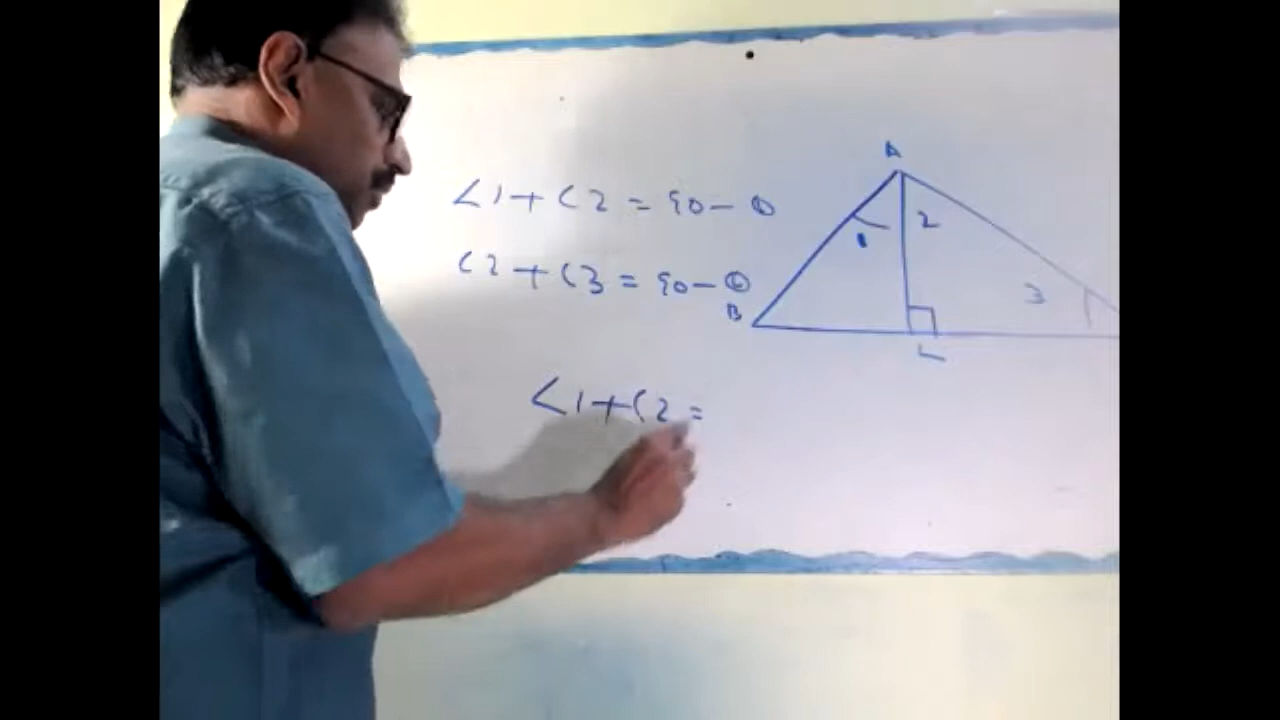 ∠1 + ∠2 = 90 - ①
∠2 + ∠3 = 90 - ②
∠1 + ∠2 =
A
1
2
3
B
L